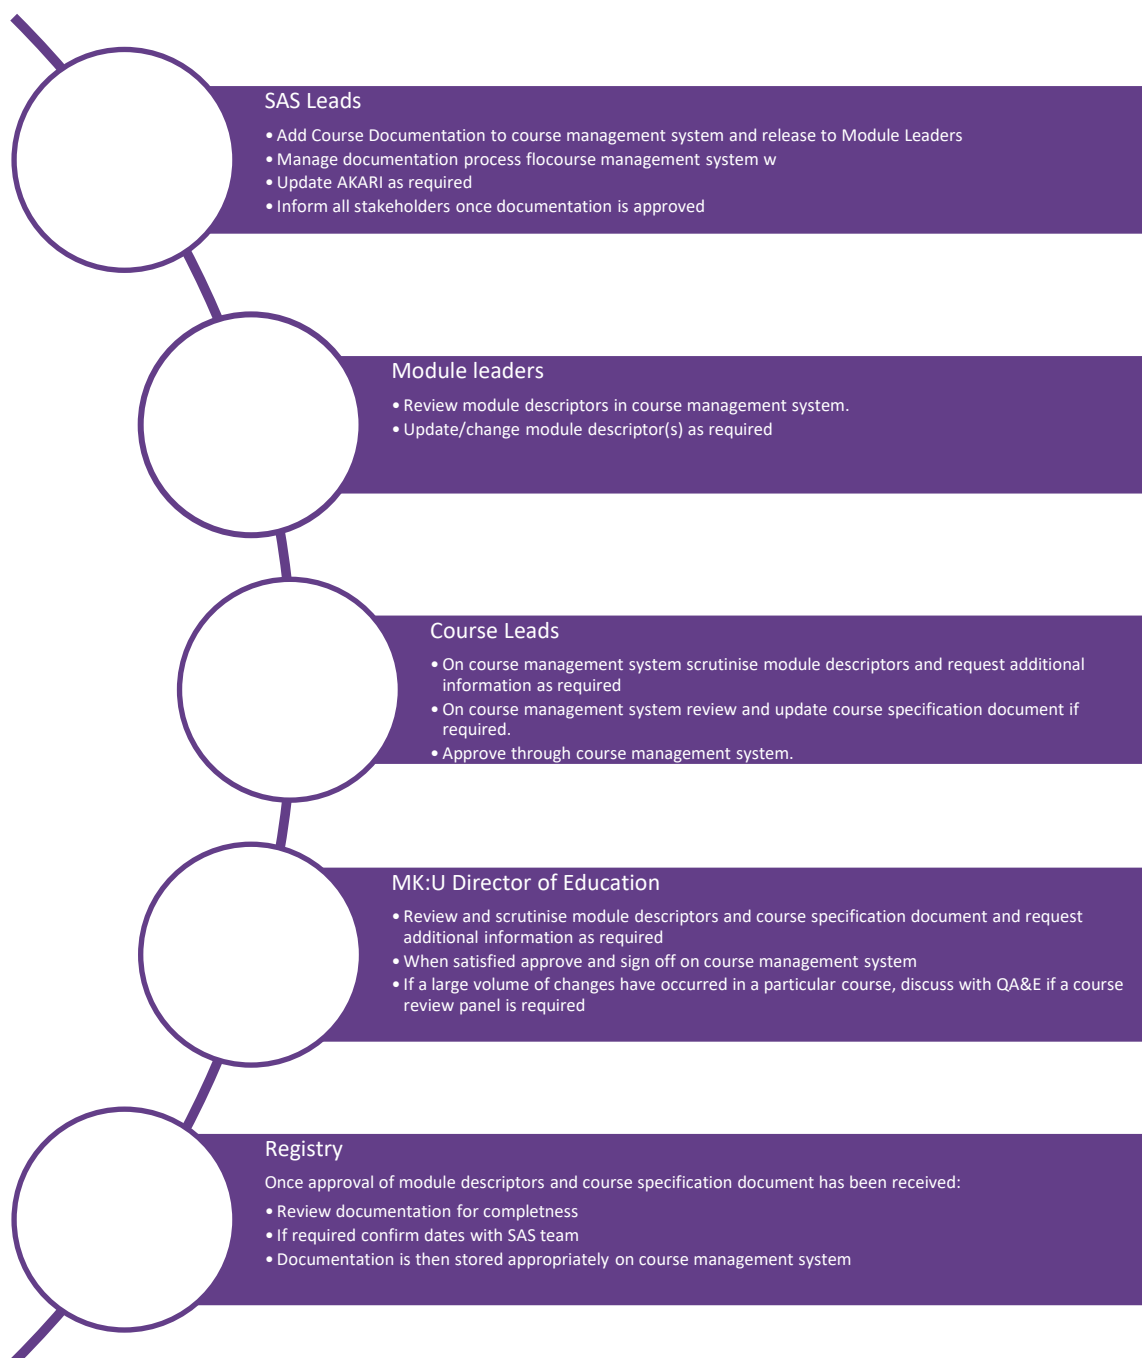 SAS Leads
• Add Course Documentation to course management system and release to Module Leaders
• Manage documentation process flocourse management system w
• Update AKARI as required
• Inform all stakeholders once documentation is approved
Module leaders
• Review module descriptors in course management system.
• Update/change module descriptor(s) as required
Course Leads
• On course management system scrutinise module descriptors and request additional
information as required
• On course management system review and update course specification document if
required.
• Approve through course management system.
MK:U Director of Education
• Review and scrutinise module descriptors and course specification document and request
additional information as required
• When satisfied approve and sign off on course management system
• If a large volume of changes have occurred in a particular course, discuss with QA&E if a course
review panel is required
Registry
Once approval of module descriptors and course specification document has been received:
• Review documentation for completness
• If required confirm dates with SAS team
• Documentation is then stored appropriately on course management system